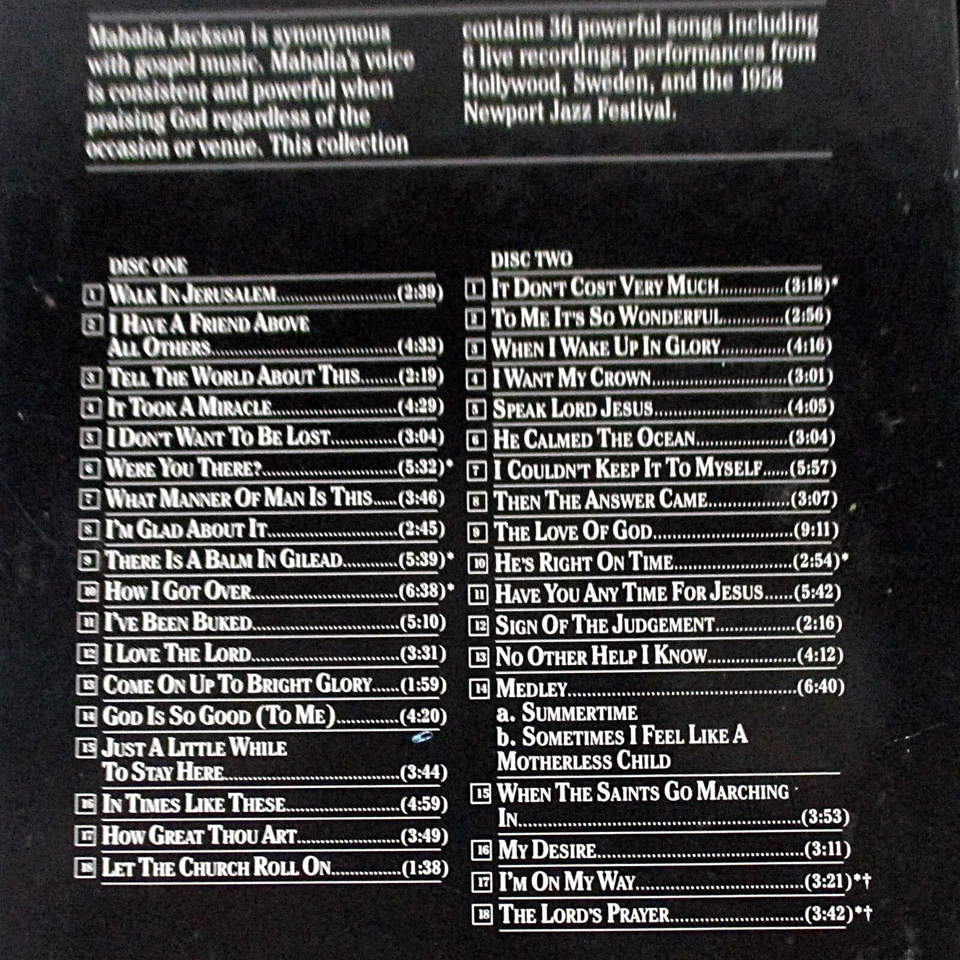 Mahalia Jackson is synonymous
with gospel music. Mahalia's voice
is consistent and powerful when
praising God regardless of the
occasion or venue. This collection
contains 36 powerful songs including
6 live recordings; performances from
Hollywood, Sweden, and the 1958
Newport Jazz Festival.
DISC ONE
1 WALK IN JERUSALEM (2:39)
2 I HAVE A FRIEND ABOVE
ALL OTHERS (4:33)
3 TELL THE WORLD ABOUT THIS (2:19)
4 IT TOOK A MIRACLE (4:29)
5 I DON'T WANT TO BE LOST (3:04)
6 WERE YOU THERE? (5:32)*
7 WHAT MANNER OF MAN IS THIS (3:46)
8 I'M GLAD ABOUT IT (2:45)
9 THERE IS A BALM IN GILEAD (5:39)*
10 HOW I GOT OVER (6:38)*
11 I'VE BEEN BUKED (5:10)
12 I LOVE THE LORD (3:31)
13 COME ON UP TO BRIGHT GLORY (1:59)
14 GOD IS SO GOOD (TO ME) (4:20)
15 JUST A LITTLE WHILE
TO STAY HERE (3:44)
16 IN TIMES LIKE THESE (4:59)
17 HOW GREAT THOU ART (3:49)
18 LET THE CHURCH ROLL ON (1:38)
DISC TWO
1 IT DON'T COST VERY MUCH (3:18)*
2 TO ME IT'S SO WONDERFUL (2:56)
3 WHEN I WAKE UP IN GLORY (4:16)
4 I WANT MY CROWN (3:01)
5 SPEAK LORD JESUS (4:05)
6 HE CALMED THE OCEAN (3:04)
7 I COULDN'T KEEP IT TO MYSELF (5:57)
8 THEN THE ANSWER CAME (3:07)
9 THE LOVE OF GOD (9:11)
10 HE'S RIGHT ON TIME (2:54)*
11 HAVE YOU ANY TIME FOR JESUS (5:42)
12 SIGN OF THE JUDGEMENT (2:16)
13 NO OTHER HELP I KNOW (4:12)
14 MEDLEY (6:40)
a. SUMMERTIME
b. SOMETIMES I FEEL LIKE A
MOTHERLESS CHILD
15 WHEN THE SAINTS GO MARCHING
IN (3:53)
16 MY DESIRE (3:11)
17 I'M ON MY WAY (3:21)*†
18 THE LORD'S PRAYER (3:42)*†